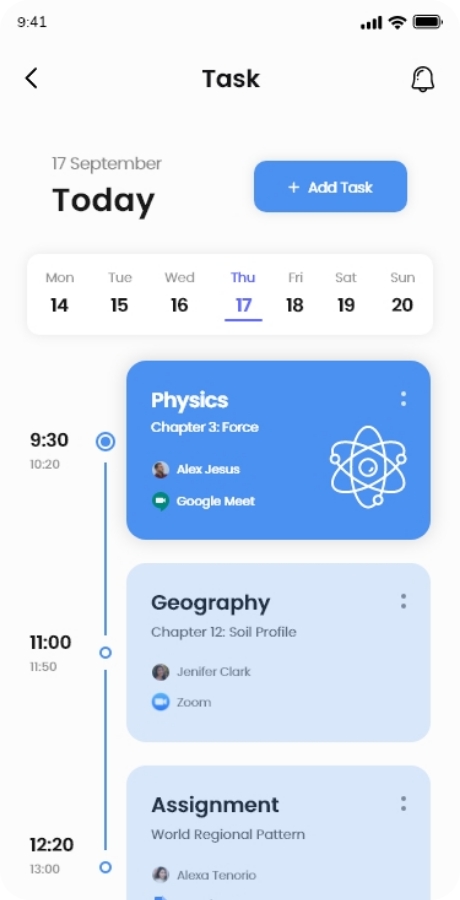 9:41
Task
17 September
Today
+ Add Task
Mon Tue Wed Thu Fri Sat Sun
14 15 16 17 18 19 20
9:30
10:20
Physics
Chapter 3: Force
Alex Jesus
Google Meet
11:00
11:50
Geography
Chapter 12: Soil Profile
Jenifer Clark
Zoom
12:20
13:00
Assignment
World Regional Pattern
Alexa Tenorio